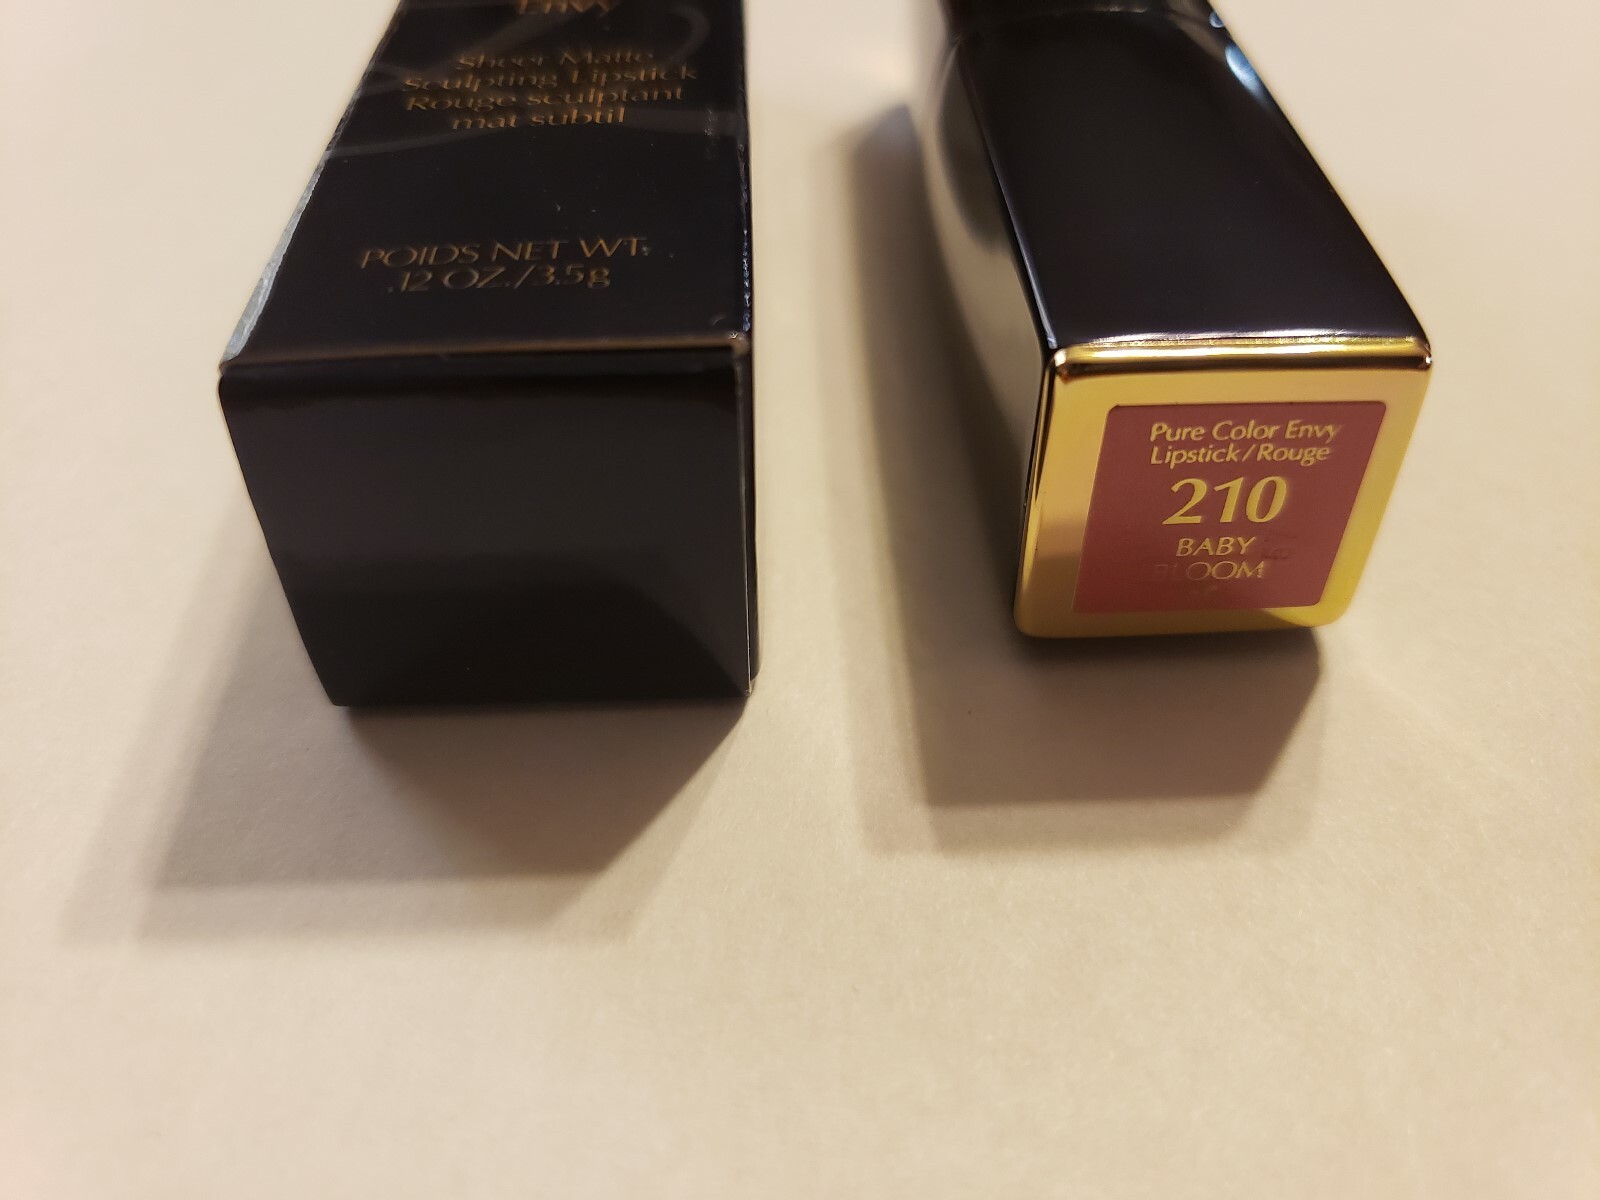 Envy
Sheer Matte
Sculpting Lipstick
Rouge sculptant
mat subtil
POIDS NET WT.
.12 OZ./3.5g
Pure Color Envy
Lipstick/Rouge
210
BABY
BLOOM